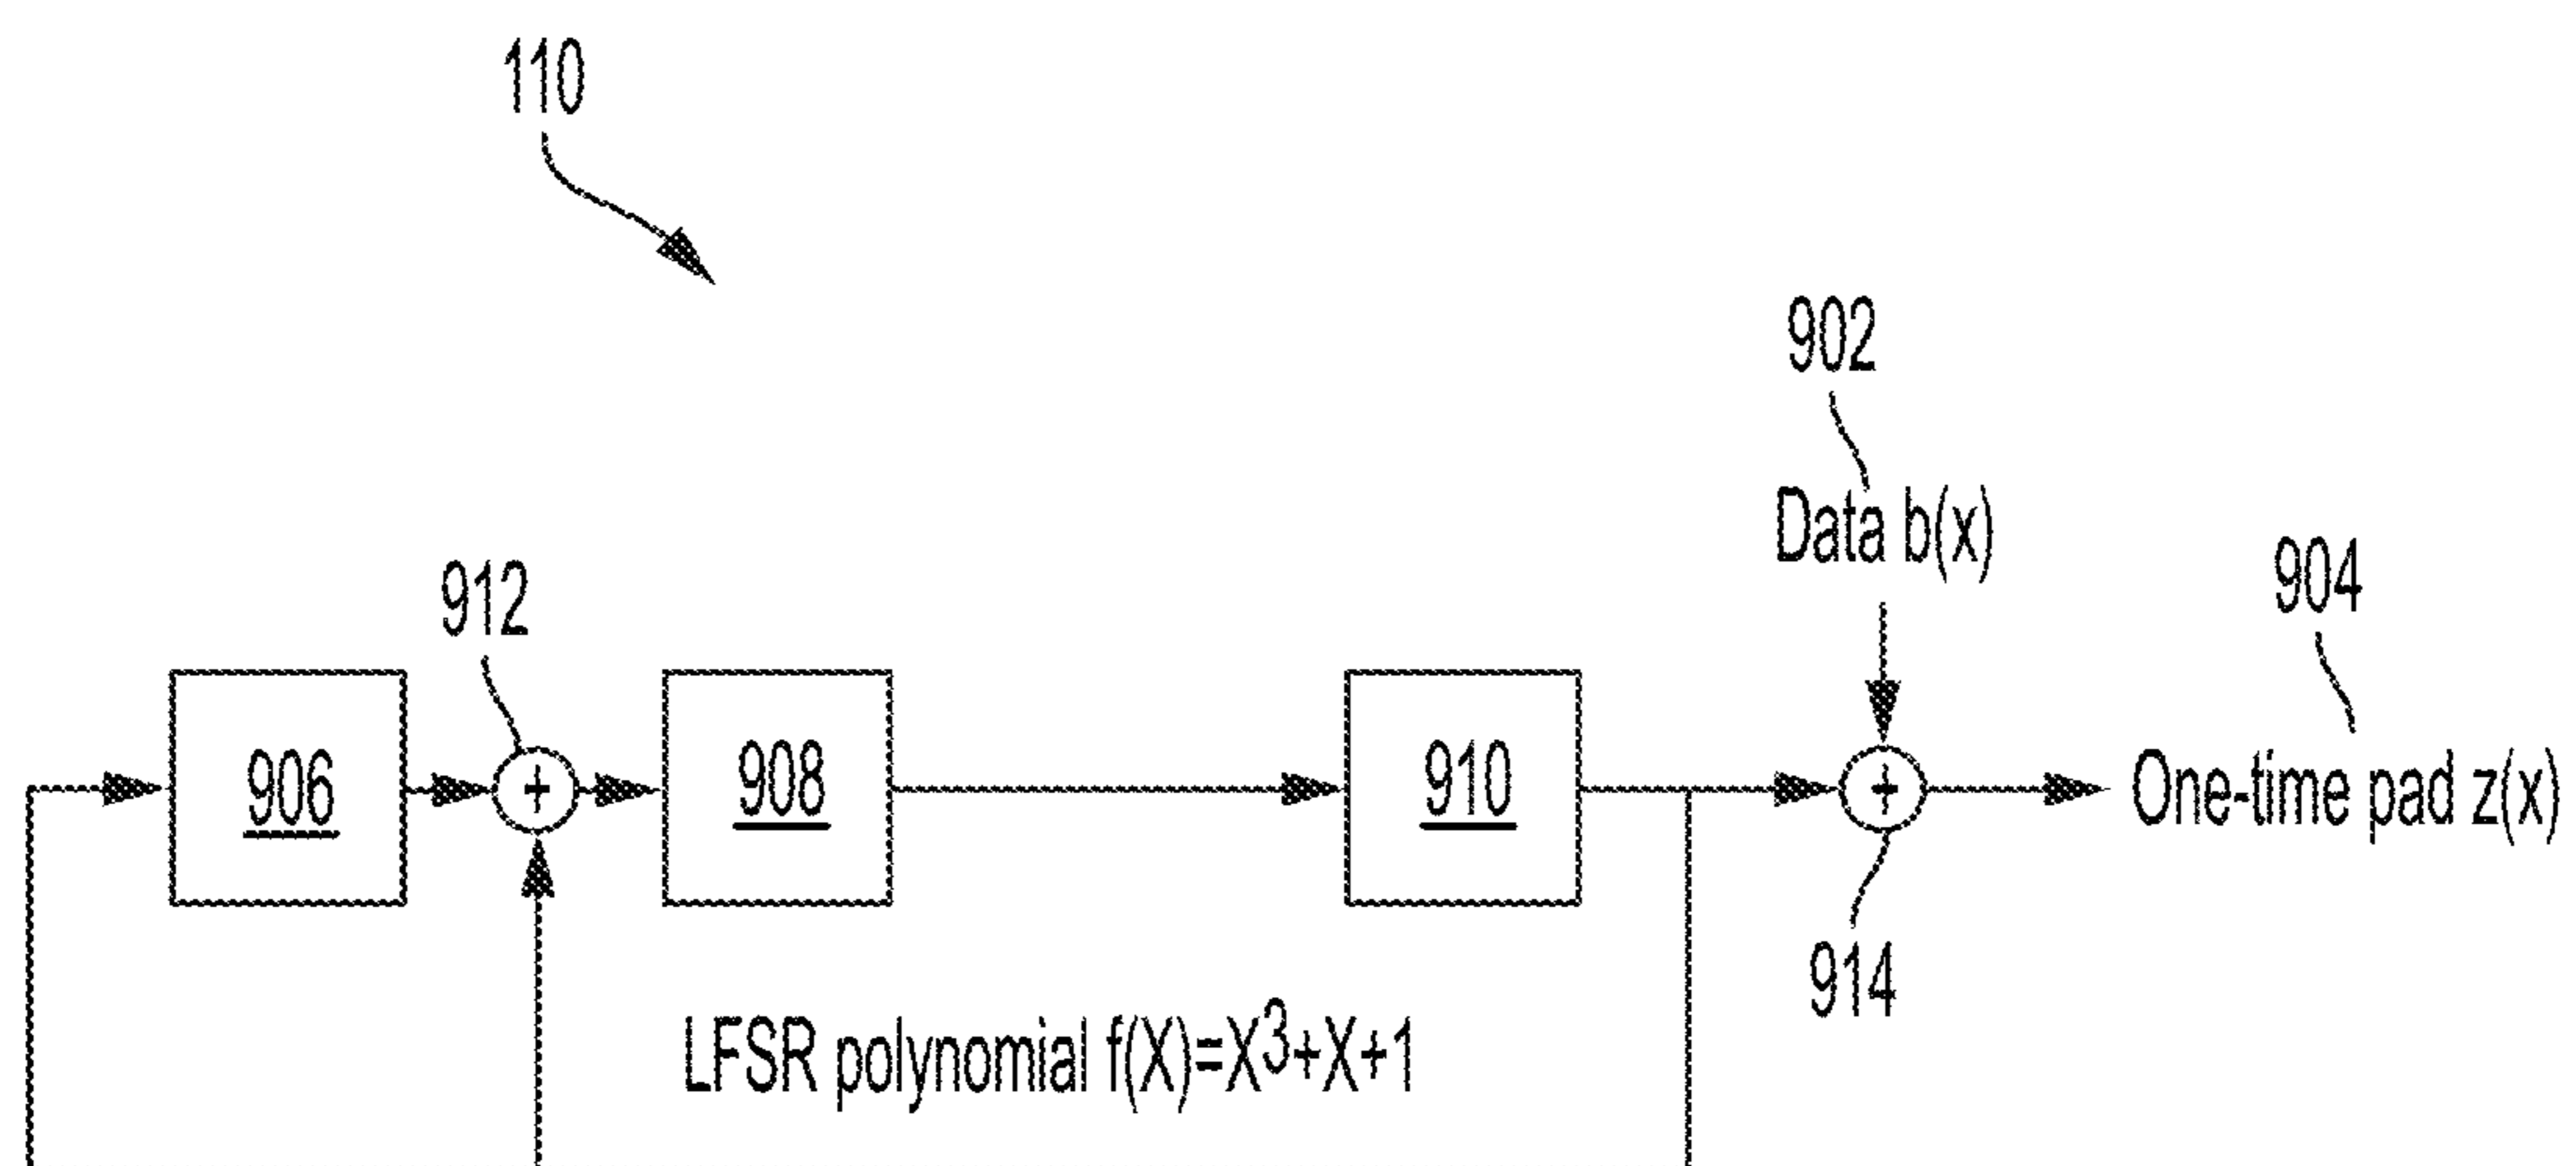 110
902
Data b(x)
904
912
906
908
910
One-time pad z(x)
914
LFSR polynomial f(X)=X³+X+1